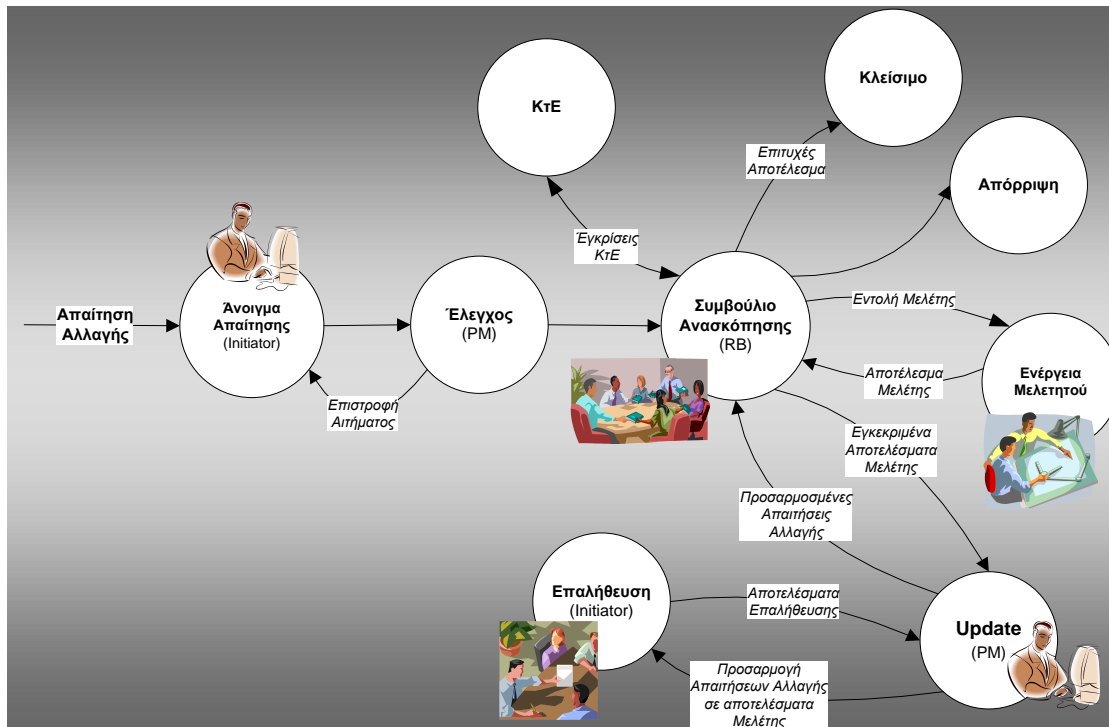 Κλείσιμο
ΚτΕ
Επιτυχές
Αποτέλεσμα
Απόρριψη
Έγκρίσεις
ΚτΕ
Απαίτηση
Αλλαγής
Άνοιγμα
Απαίτησης
(Initiator)
Έλεγχος
(PM)
Συμβούλιο
Ανασκόπησης
(RB)
Εντολή Μελέτης
Αποτέλεσμα
Μελέτης
Ενέργεια
Μελετητού
Επιστροφή
Αιτήματος
Εγκεκριμένα
Αποτελέσματα
Μελέτης
Προσαρμοσμένες
Απαιτήσεις
Αλλαγής
Επαλήθευση
(Initiator)
Αποτελέσματα
Επαλήθευσης
Update
(PM)
Προσαρμογή
Απαιτήσεων Αλλαγής
σε αποτελέσματα
Μελέτης